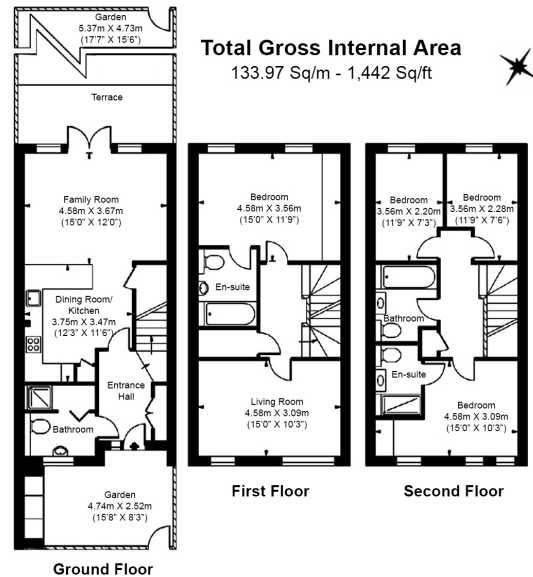 Garden
5.37m X 4.73m
(17'7" X 15'6")
Total Gross Internal Area
133.97 Sq/m - 1,442 Sq/ft
Terrace
Family Room
4.58m X 3.67m
(15'0" X 12'0")
Dining Room/
Kitchen
3.75m X 3.47m
(12'3" X 11'6")
Entrance
Hall
Bathroom
Garden
4.74m X 2.52m
(15'8" X 8'3")
Ground Floor
Bedroom
4.58m X 3.56m
(15'0" X 11'9")
En-suite
Living Room
4.58m X 3.09m
(15'0" X 10'3")
First Floor
Bedroom
3.56m X 2.20m
(11'9" X 7'3")
Bedroom
3.56m X 2.28m
(11'9" X 7'6")
Bathroom
En-suite
Bedroom
4.58m X 3.09m
(15'0" X 10'3")
Second Floor